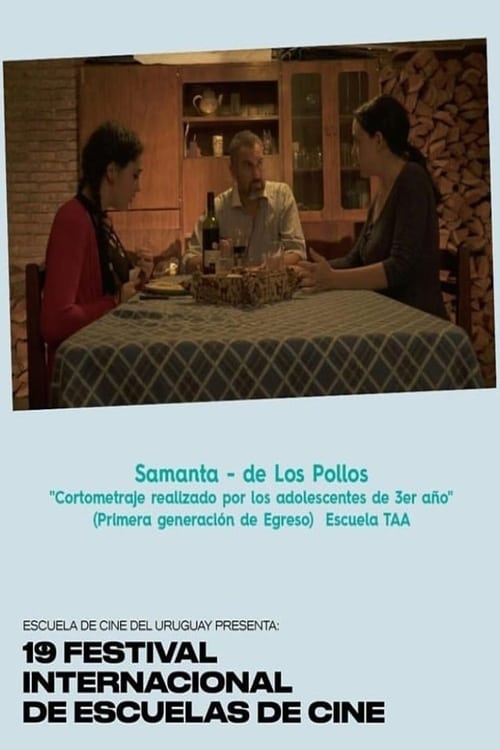 Samanta - de Los Pollos
"Cortometraje realizado por los adolescentes de 3er año"
(Primera generación de Egreso) Escuela TAA
ESCUELA DE CINE DEL URUGUAY PRESENTA:
19 FESTIVAL
INTERNACIONAL
DE ESCUELAS DE CINE